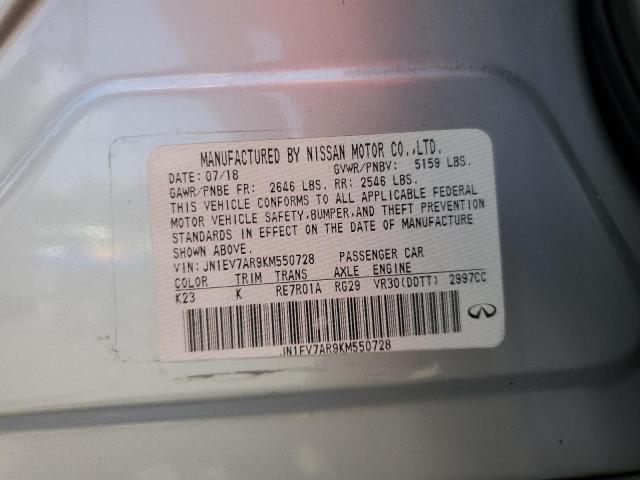 MANUFACTURED BY NISSAN MOTOR CO.,LTD.
DATE: 07/18 GVWR/PNBV: 5159 LBS.
GAWR/PNBE FR: 2646 LBS. RR: 2546 LBS.
THIS VEHICLE CONFORMS TO ALL APPLICABLE FEDERAL
MOTOR VEHICLE SAFETY,BUMPER,AND THEFT PREVENTION
STANDARDS IN EFFECT ON THE DATE OF MANUFACTURE
SHOWN ABOVE.
VIN:JN1EV7AR9KM550728 PASSENGER CAR
COLOR TRIM TRANS AXLE ENGINE
K23 K RE7R01A RG29 VR30(DDTT) 2997CC
JN1EV7AR9KM550728